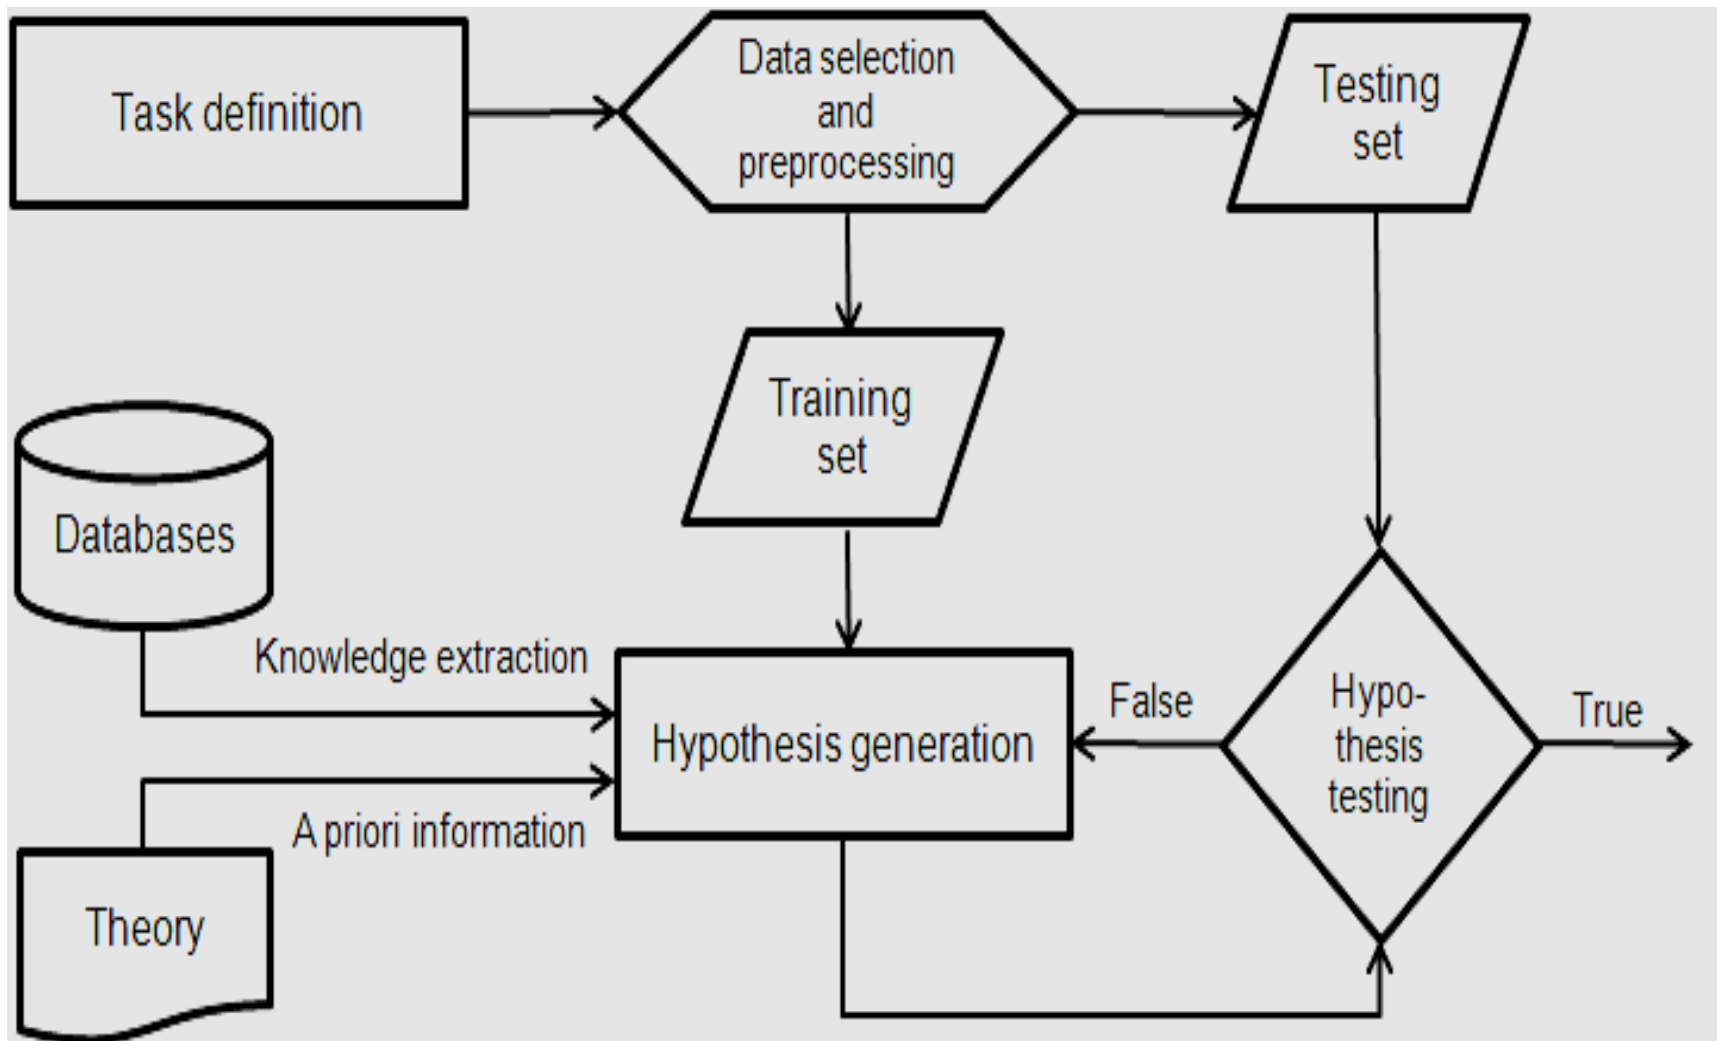 Task definition
Data selection
and
preprocessing
Testing
set
Training
set
Databases
Knowledge extraction
Hypothesis generation
False
Hypo-
thesis
testing
True
A priori information
Theory